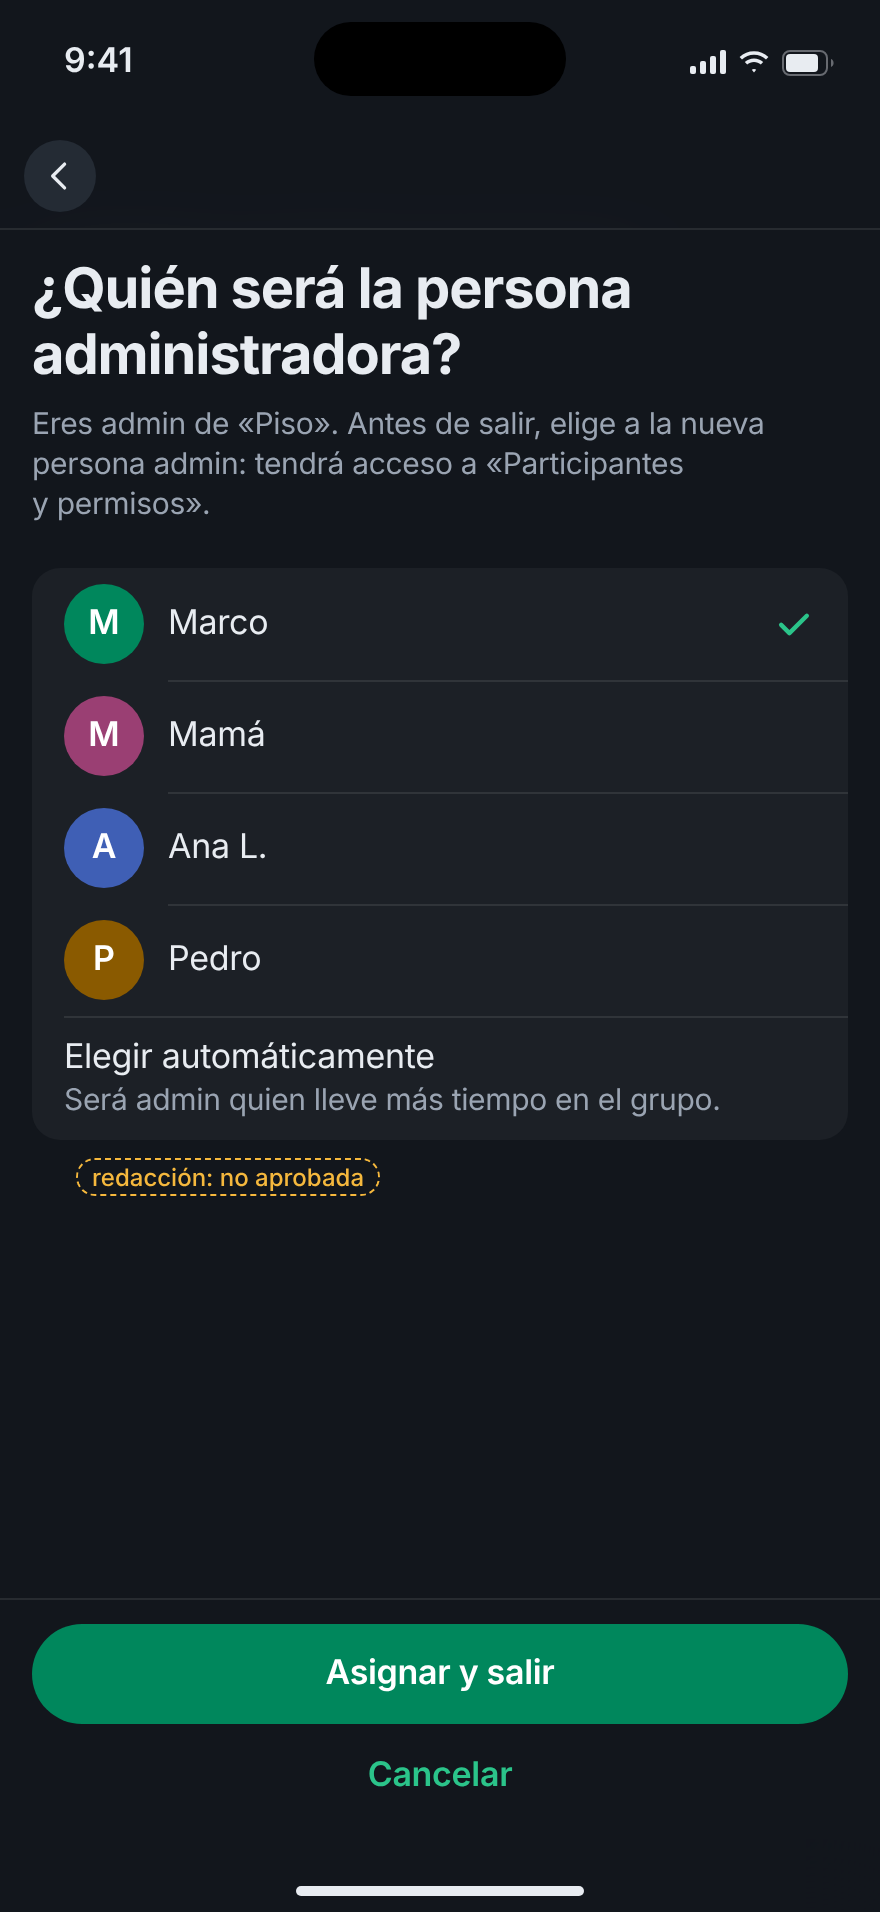 9:41
¿Quién será la persona
administradora?
Eres admin de «Piso». Antes de salir, elige a la nueva
persona admin: tendrá acceso a «Participantes
y permisos».
M Marco
M Mamá
A Ana L.
P Pedro
Elegir automáticamente
Será admin quien lleve más tiempo en el grupo.
redacción: no aprobada
Asignar y salir
Cancelar